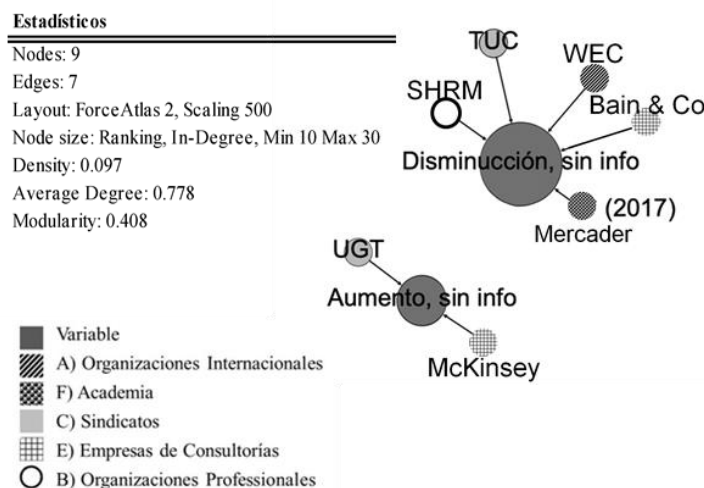 Estadísticos
Nodes: 9
Edges: 7
Layout: ForceAtlas 2, Scaling 500
Node size: Ranking, In-Degree, Min 10 Max 30
Density: 0.097
Average Degree: 0.778
Modularity: 0.408
TUC
WEC
SHRM
Bain & Co
Disminucción, sin info
(2017)
Mercader
UGT
Aumento, sin info
McKinsey
Variable
A) Organizaciones Internacionales
F) Academia
C) Sindicatos
E) Empresas de Consultorías
B) Organizaciones Professionales